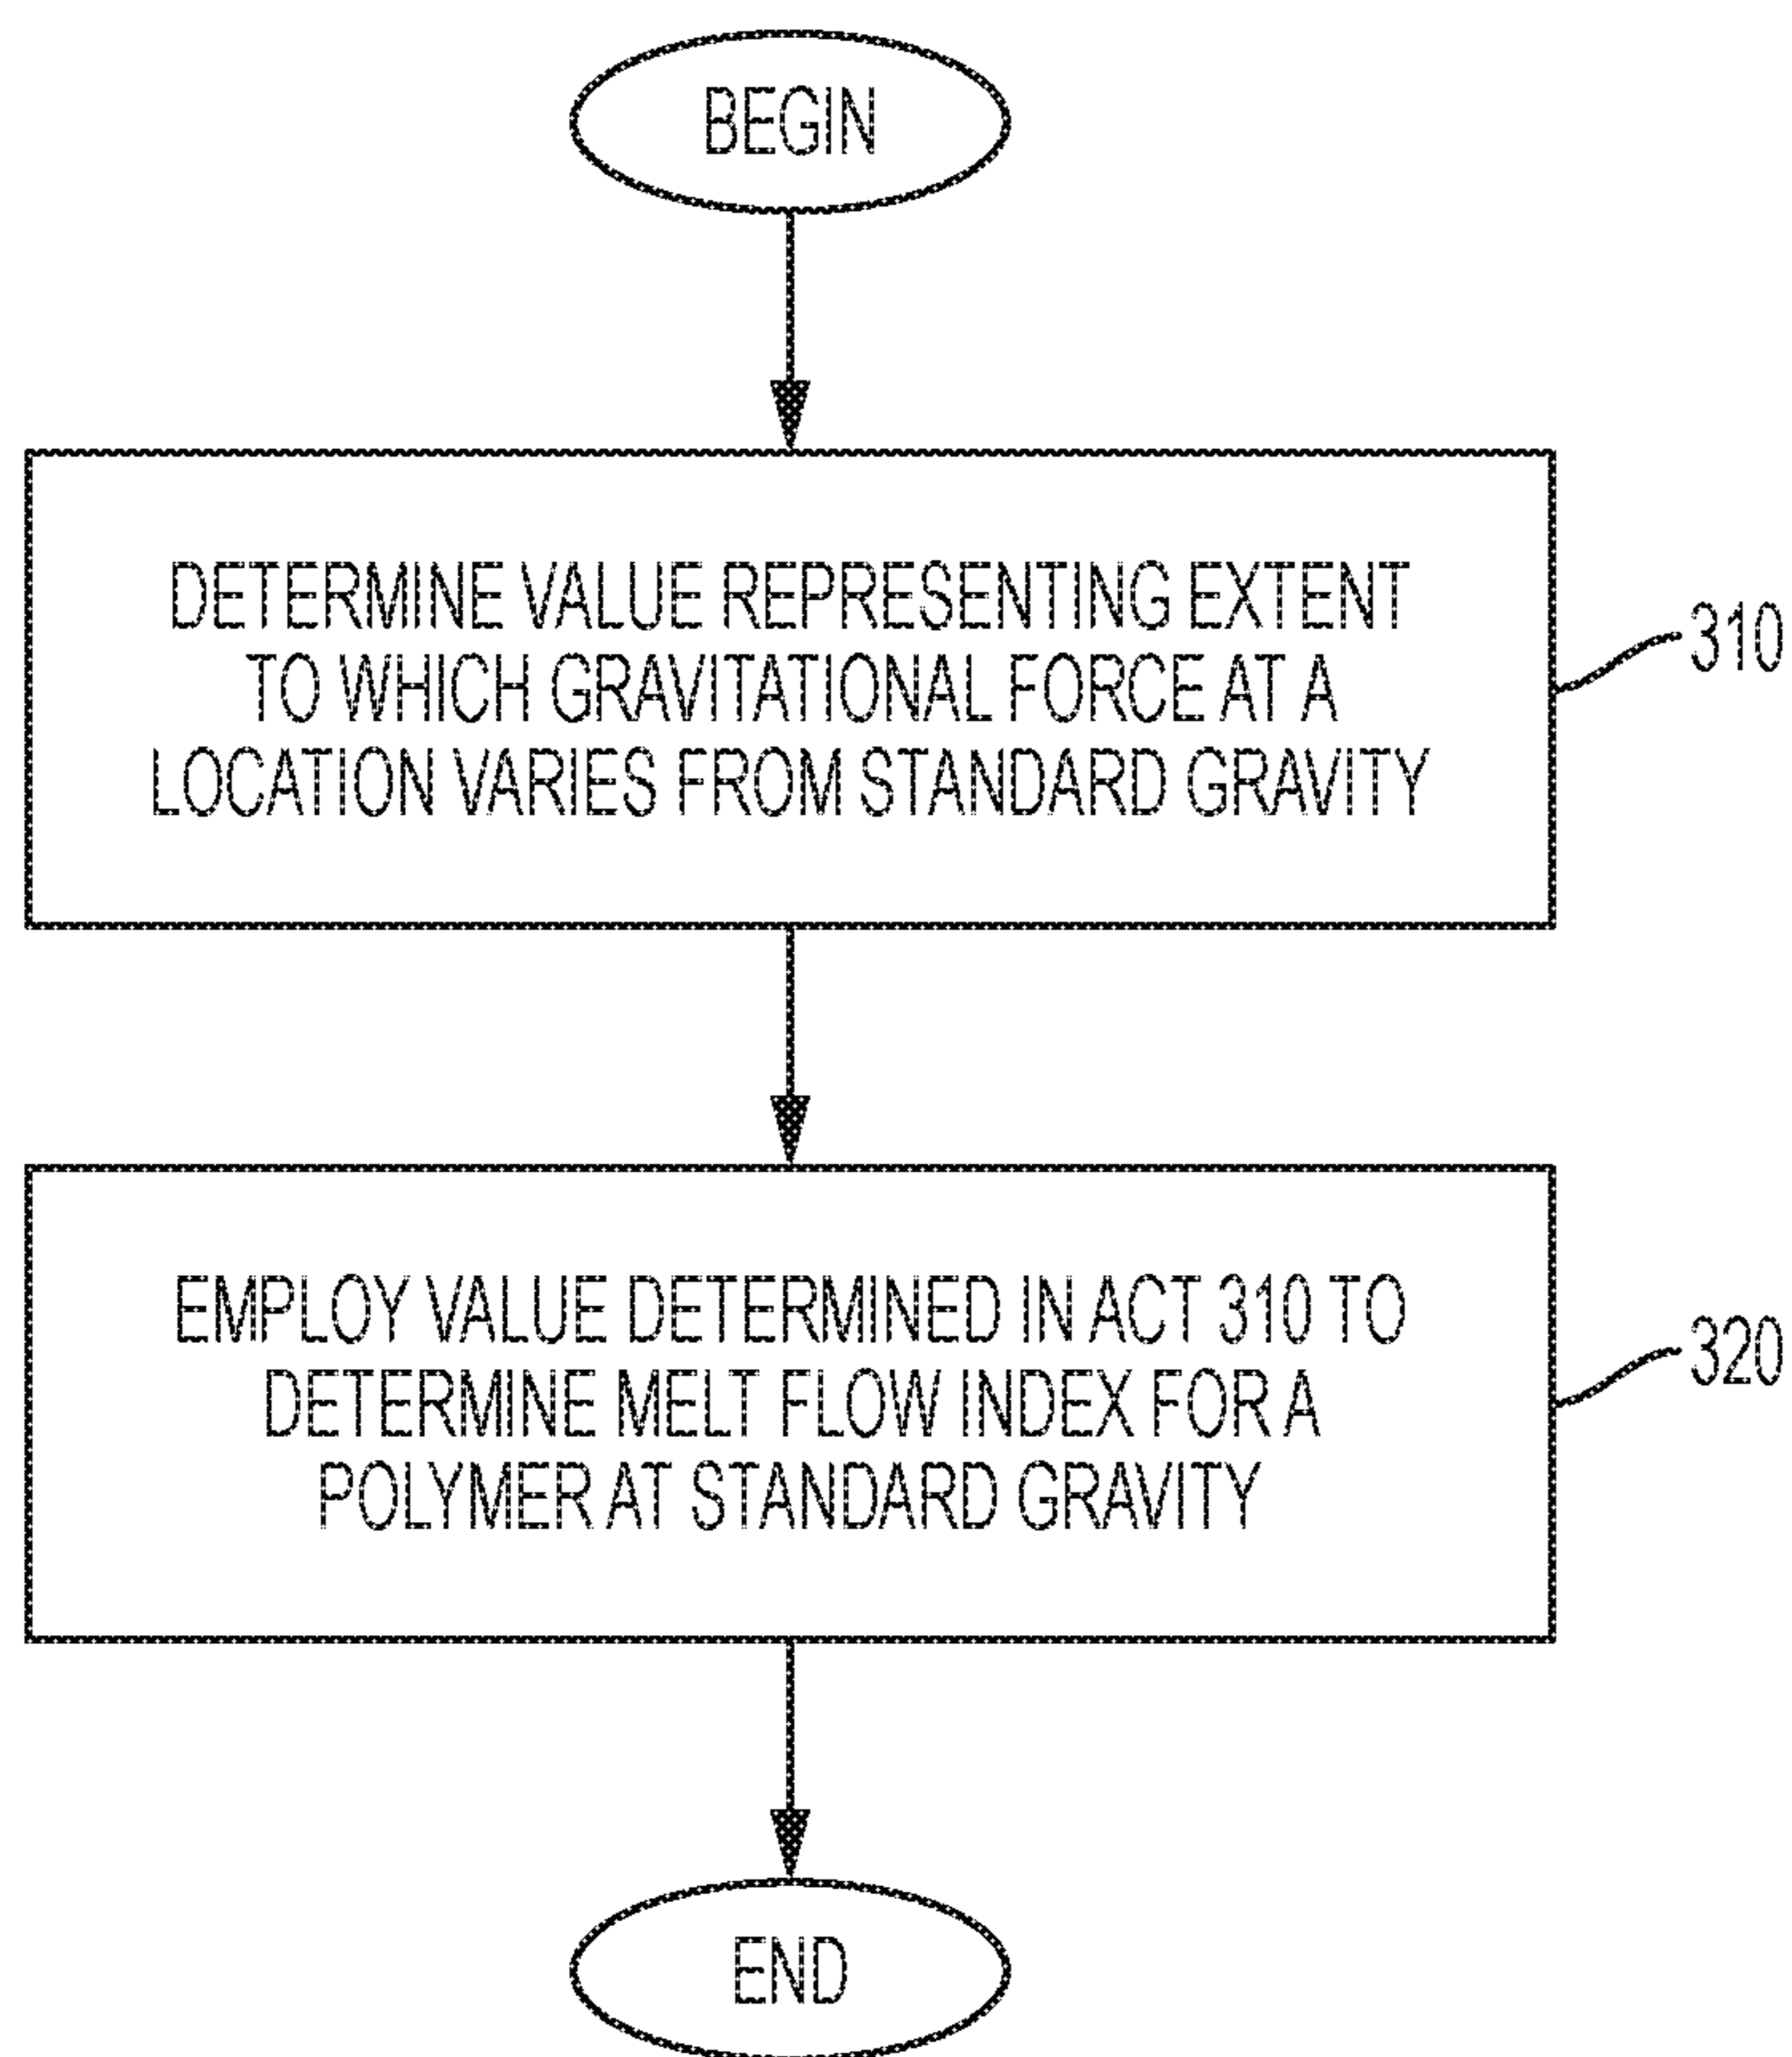 BEGIN
DETERMINE VALUE REPRESENTING EXTENT
TO WHICH GRAVITATIONAL FORCE AT A
LOCATION VARIES FROM STANDARD GRAVITY
310
EMPLOY VALUE DETERMINED IN ACT 310 TO
DETERMINE MELT FLOW INDEX FOR A
POLYMER AT STANDARD GRAVITY
320
END